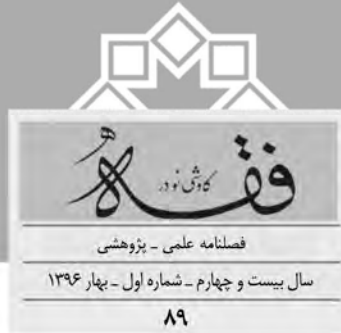 کاوشی نو در
فقه
فصلنامه علمی ـ پژوهشی
سال بیست و چهارم ـ شماره اول ـ بهار ۱۳۹۶
۸۹